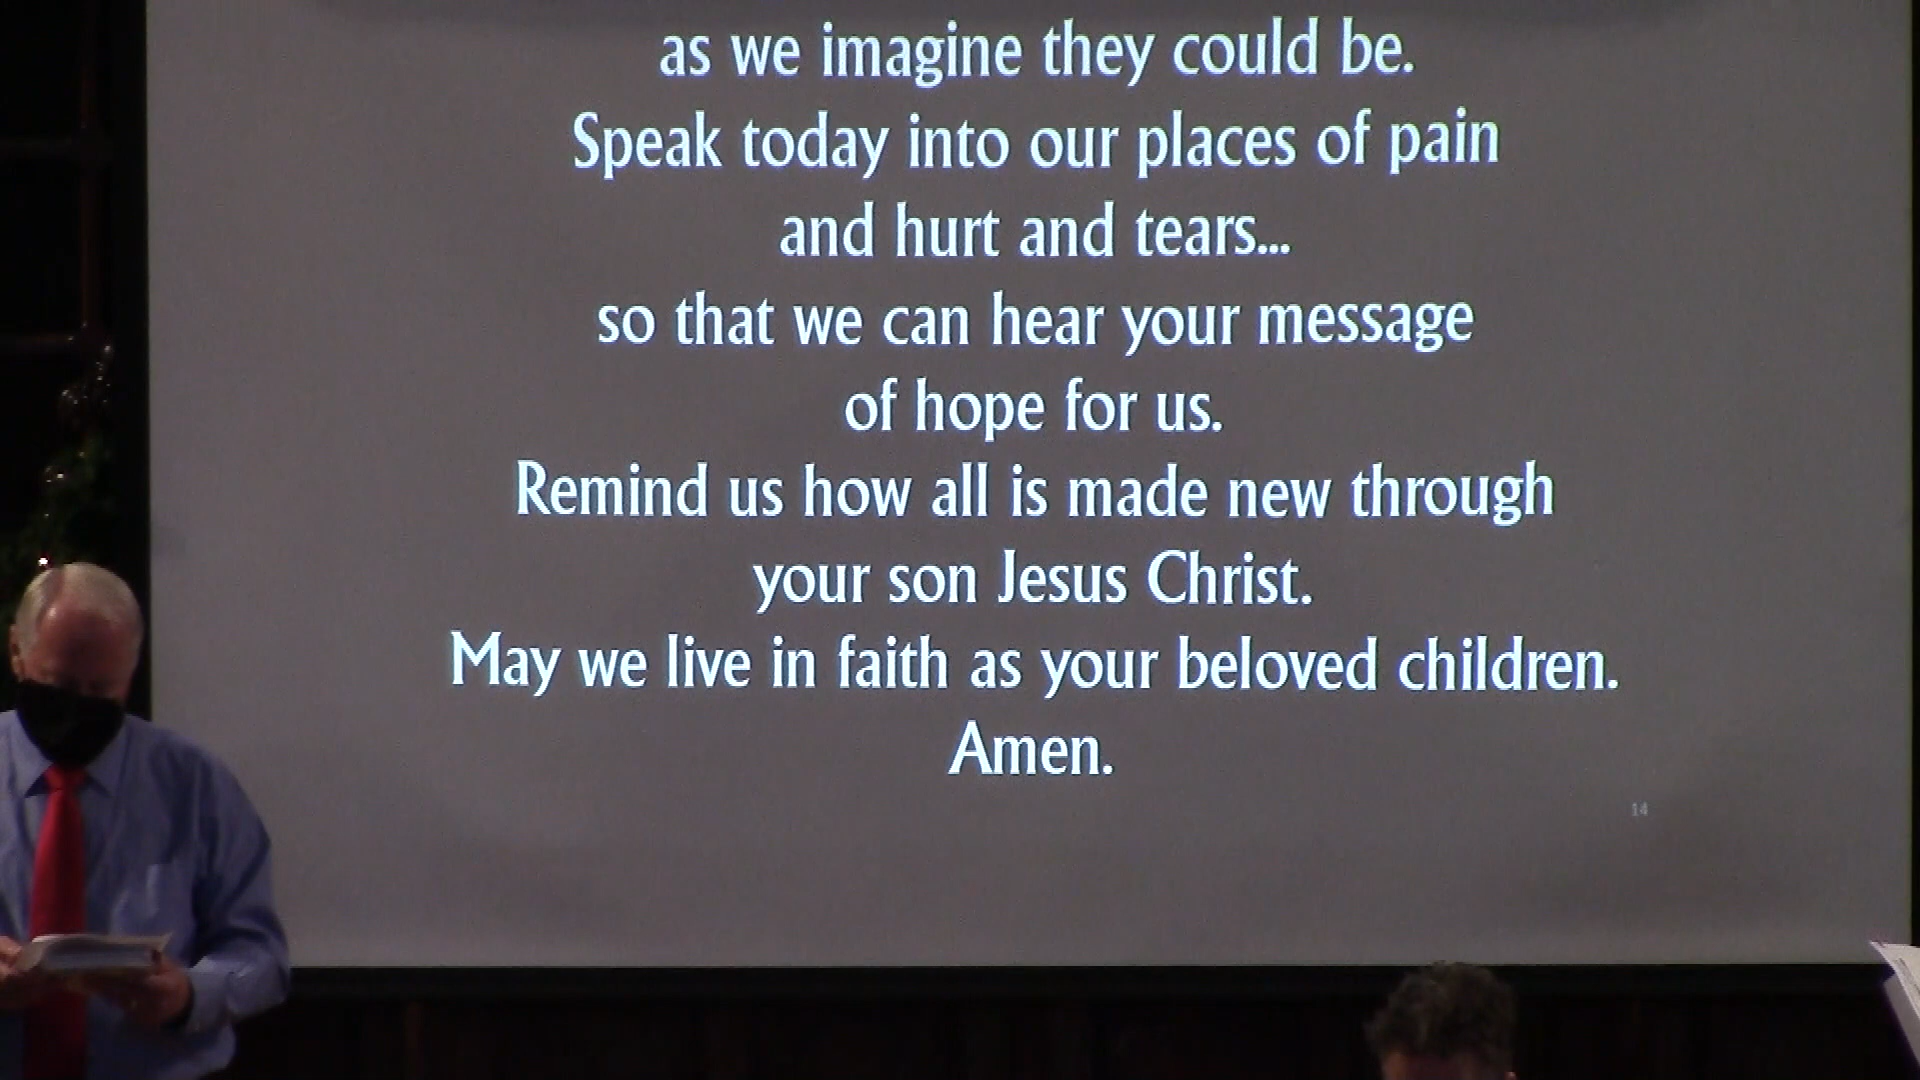 as we imagine they could be.
Speak today into our places of pain
and hurt and tears...
so that we can hear your message
of hope for us.
Remind us how all is made new through
your son Jesus Christ.
May we live in faith as your beloved children.
Amen.
14